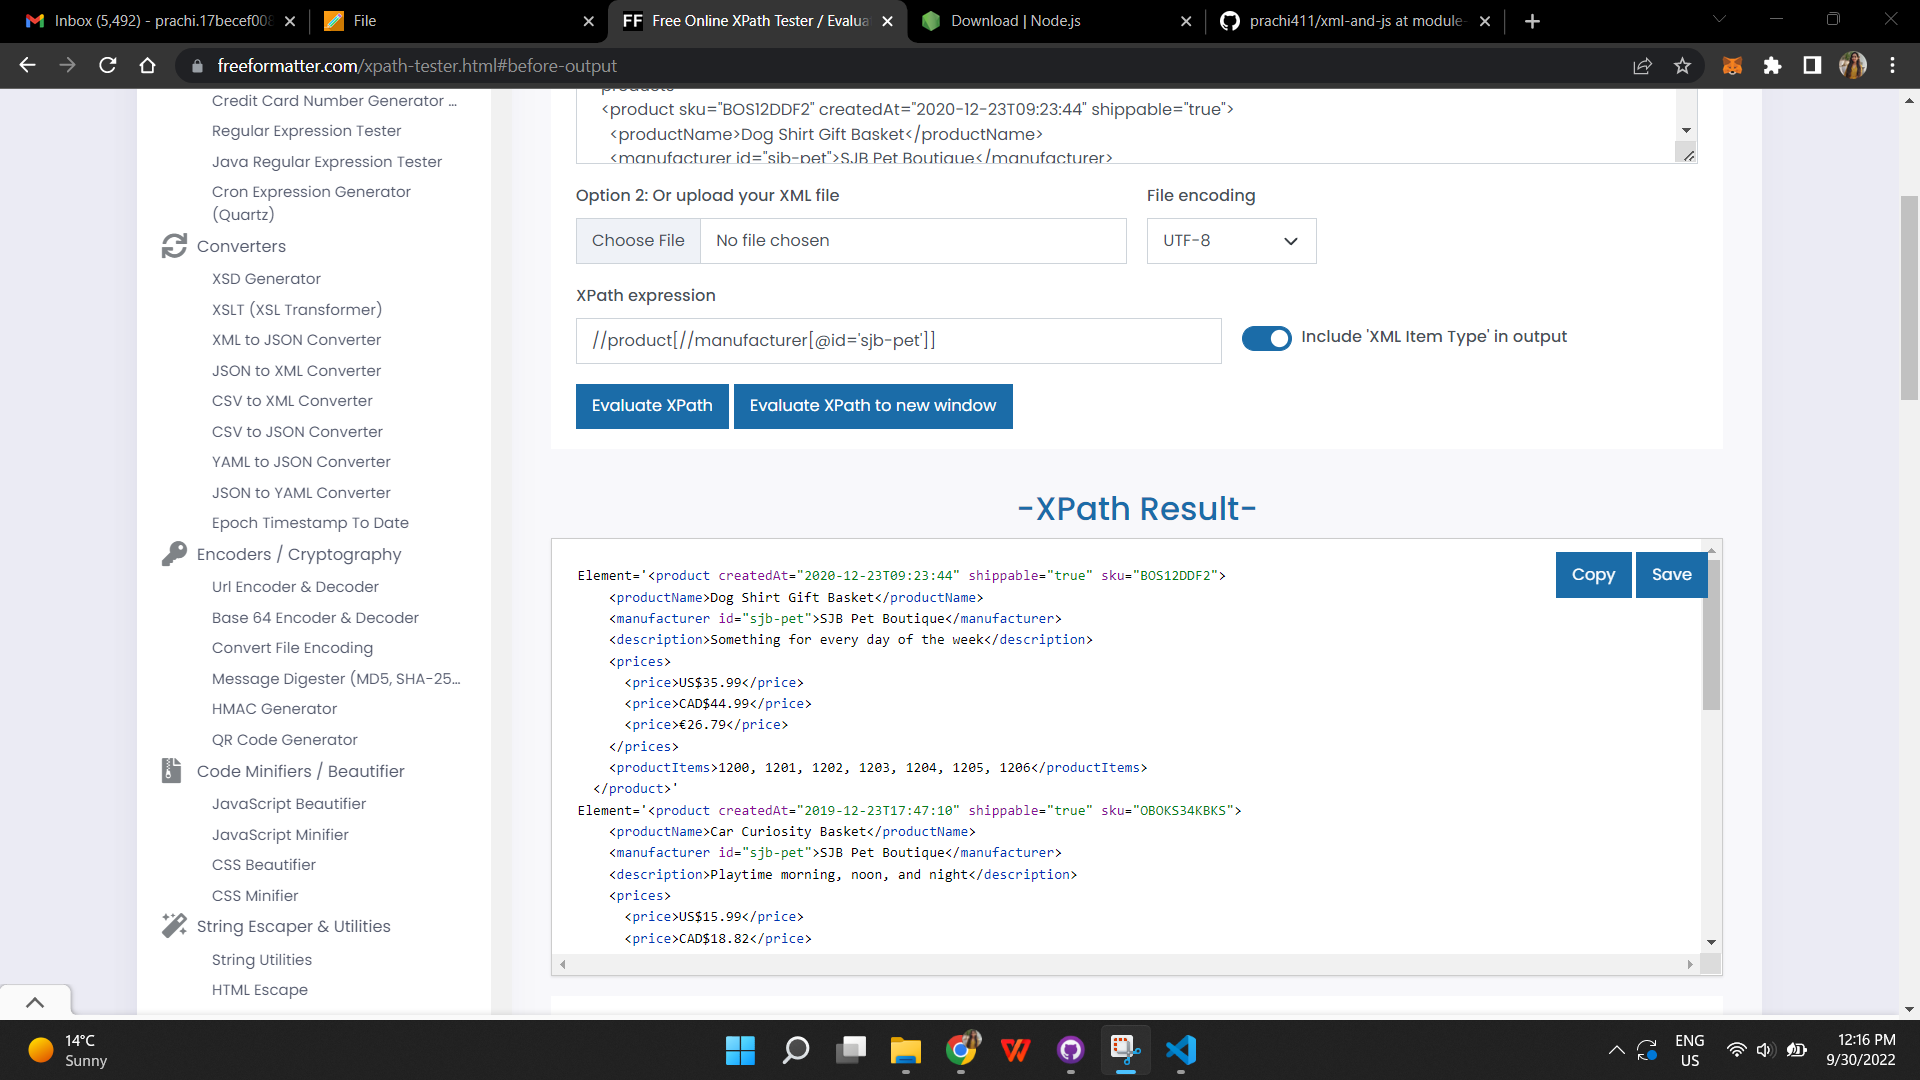 Inbox (5,492) - prachi.17becef008
File
FF Free Online XPath Tester / Evalua
Download | Node.js
prachi411/xml-and-js at module-
freeformatter.com/xpath-tester.html#before-output
Credit Card Number Generator ...
Regular Expression Tester
Java Regular Expression Tester
Cron Expression Generator
(Quartz)
Converters
XSD Generator
XSLT (XSL Transformer)
XML to JSON Converter
JSON to XML Converter
CSV to XML Converter
CSV to JSON Converter
YAML to JSON Converter
JSON to YAML Converter
Epoch Timestamp To Date
Encoders / Cryptography
Url Encoder & Decoder
Base 64 Encoder & Decoder
Convert File Encoding
Message Digester (MD5, SHA-25...
HMAC Generator
QR Code Generator
Code Minifiers / Beautifier
JavaScript Beautifier
JavaScript Minifier
CSS Beautifier
CSS Minifier
String Escaper & Utilities
String Utilities
HTML Escape
products
<product sku="BOS12DDF2" createdAt="2020-12-23T09:23:44" shippable="true">
<productName>Dog Shirt Gift Basket</productName>
<manufacturer id="sjb-pet">SJB Pet Boutique</manufacturer>
Option 2: Or upload your XML file
File encoding
Choose File No file chosen
UTF-8
XPath expression
//product[//manufacturer[@id='sjb-pet']]
Include 'XML Item Type' in output
Evaluate XPath
Evaluate XPath to new window
-XPath Result-
Copy
Save
Element='<product createdAt="2020-12-23T09:23:44" shippable="true" sku="BOS12DDF2">
<productName>Dog Shirt Gift Basket</productName>
<manufacturer id="sjb-pet">SJB Pet Boutique</manufacturer>
<description>Something for every day of the week</description>
<prices>
<price>US$35.99</price>
<price>CAD$44.99</price>
<price>€26.79</price>
</prices>
<productItems>1200, 1201, 1202, 1203, 1204, 1205, 1206</productItems>
</product>'
Element='<product createdAt="2019-12-23T17:47:10" shippable="true" sku="OBOKS34KBKS">
<productName>Car Curiosity Basket</productName>
<manufacturer id="sjb-pet">SJB Pet Boutique</manufacturer>
<description>Playtime morning, noon, and night</description>
<prices>
<price>US$15.99</price>
<price>CAD$18.82</price>
14°C
Sunny
ENG
US
12:16 PM
9/30/2022